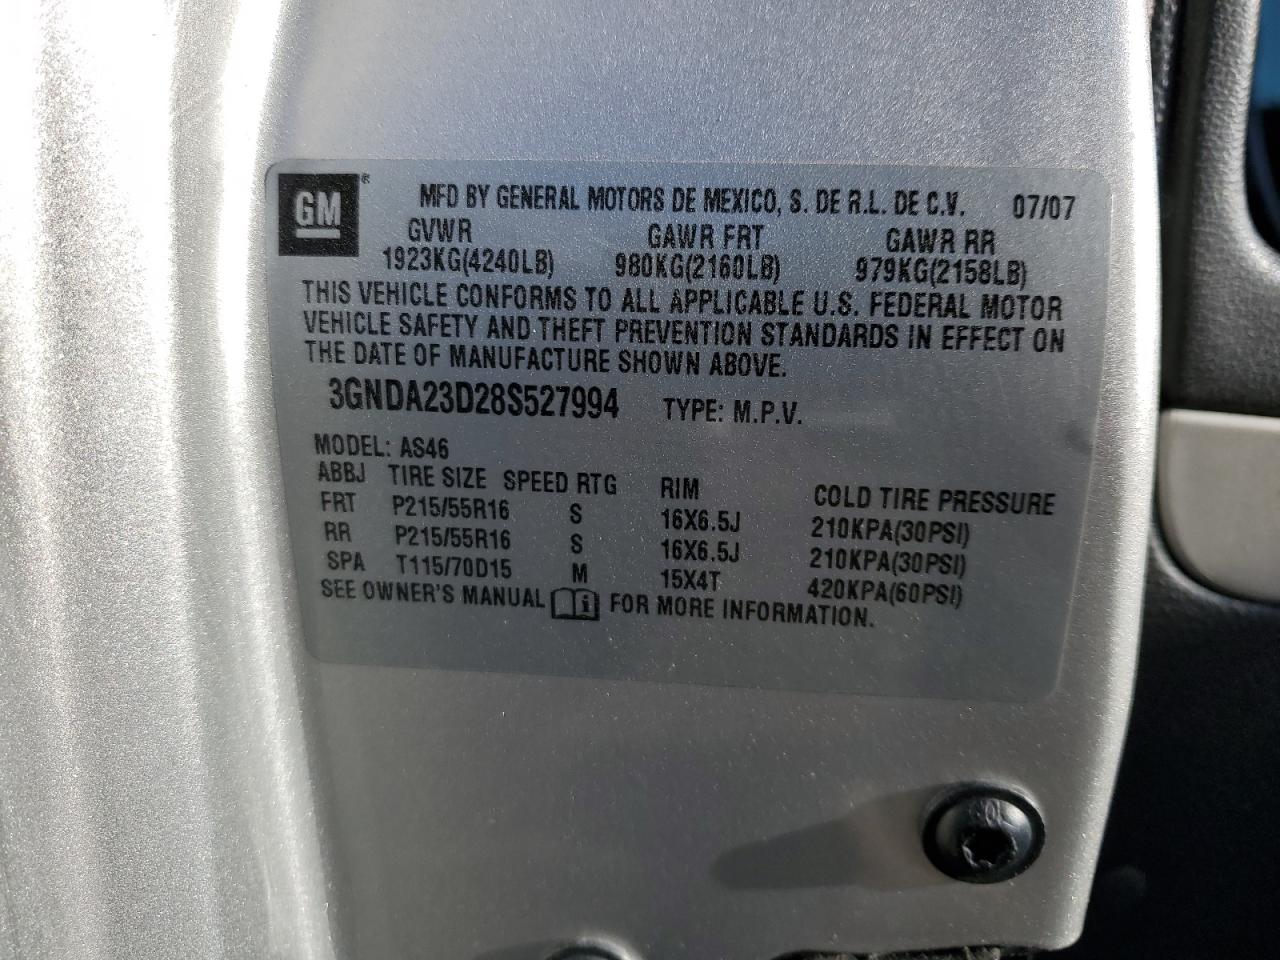 GM® MFD BY GENERAL MOTORS DE MEXICO, S. DE R.L. DE C.V. 07/07
GVWR GAWR FRT GAWR RR
1923KG(4240LB) 980KG(2160LB) 979KG(2158LB)
THIS VEHICLE CONFORMS TO ALL APPLICABLE U.S. FEDERAL MOTOR
VEHICLE SAFETY AND THEFT PREVENTION STANDARDS IN EFFECT ON
THE DATE OF MANUFACTURE SHOWN ABOVE.
3GNDA23D28S527994 TYPE: M.P.V.
MODEL: AS46
ABBJ TIRE SIZE SPEED RTG RIM COLD TIRE PRESSURE
FRT P215/55R16 S 16X6.5J 210KPA(30PSI)
RR P215/55R16 S 16X6.5J 210KPA(30PSI)
SPA T115/70D15 M 15X4T 420KPA(60PSI)
SEE OWNER'S MANUAL FOR MORE INFORMATION.